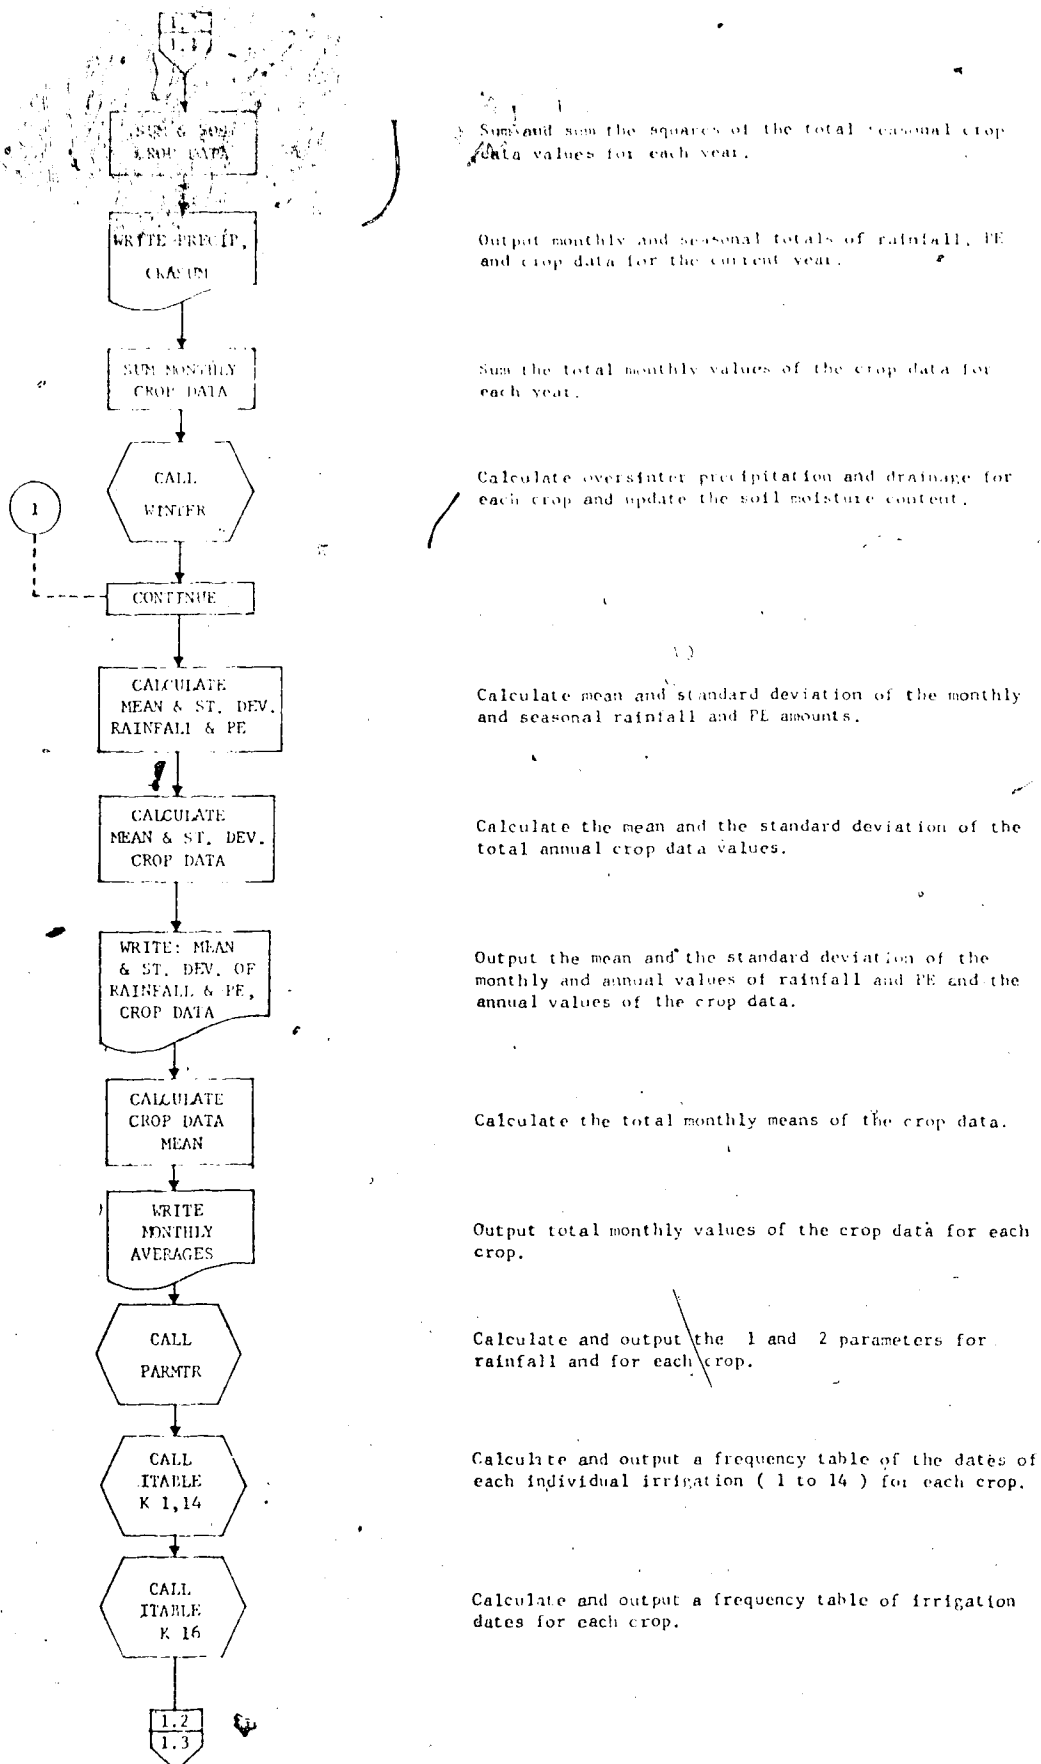 1.1
SUM & SOS
CROP DATA
Sum and sum the squares of the total seasonal crop
data values for each year.
WRITE PRECIP,
CRASUM
Output monthly and seasonal totals of rainfall, PE
and crop data for the current year.
SUM MONTHLY
CROP DATA
Sum the total monthly values of the crop data for
each year.
CALL
WINTER
Calculate oversinter precipitation and drainage for
each crop and update the soil moisture content.
1
CONTINUE
CALCULATE
MEAN & ST. DEV.
RAINFALL & PE
Calculate mean and standard deviation of the monthly
and seasonal rainfall and PE amounts.
CALCULATE
MEAN & ST. DEV.
CROP DATA
Calculate the mean and the standard deviation of the
total annual crop data values.
WRITE: MEAN
& ST. DEV. OF
RAINFALL & PE,
CROP DATA
Output the mean and the standard deviation of the
monthly and annual values of rainfall and PE and the
annual values of the crop data.
CALCULATE
CROP DATA
MEAN
Calculate the total monthly means of the crop data.
WRITE
MONTHLY
AVERAGES
Output total monthly values of the crop data for each
crop.
CALL
PARMTR
Calculate and output the 1 and 2 parameters for
rainfall and for each crop.
CALL
ITABLE
K 1,14
Calculate and output a frequency table of the dates of
each individual irrigation ( 1 to 14 ) for each crop.
CALL
ITABLE
K 16
Calculate and output a frequency table of irrigation
dates for each crop.
1.2
1.3